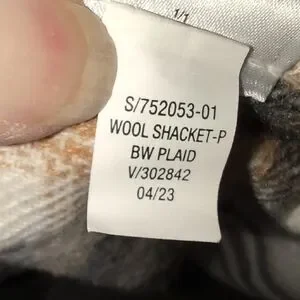 1/1
S/752053-01
WOOL SHACKET-P
BW PLAID
V/302842
04/23